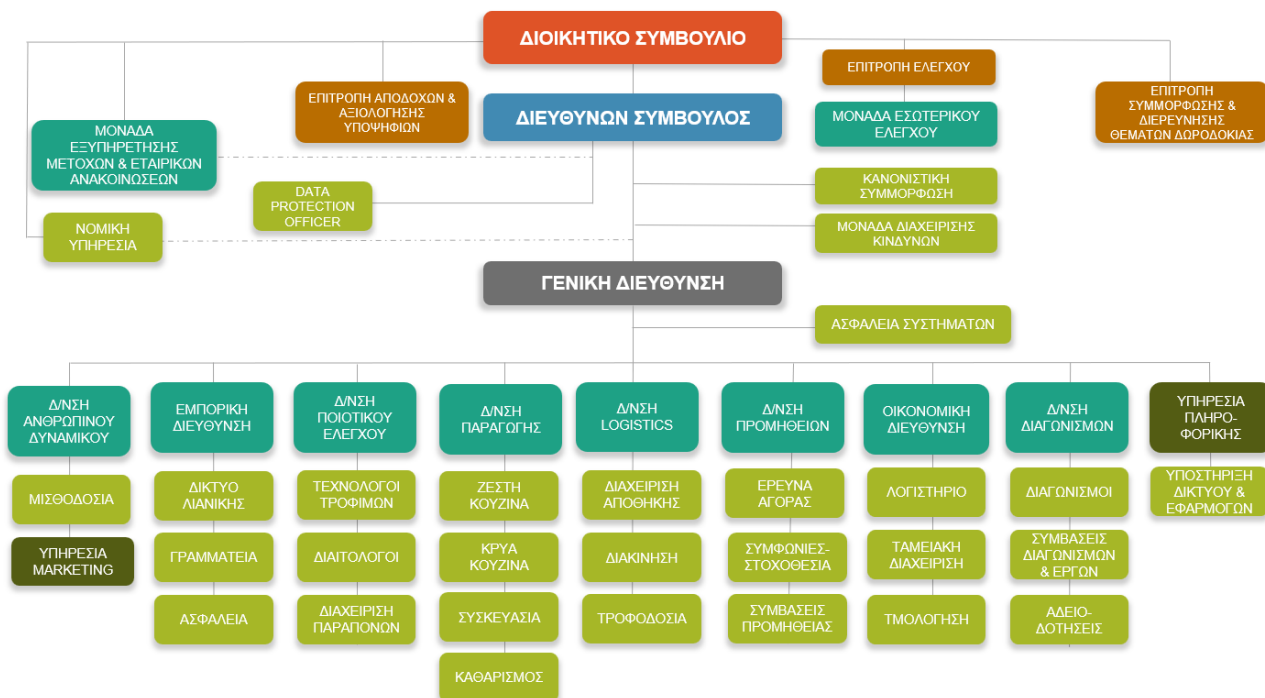 ΔΙΟΙΚΗΤΙΚΟ ΣΥΜΒΟΥΛΙΟ
ΕΠΙΤΡΟΠΗ ΕΛΕΓΧΟΥ
ΕΠΙΤΡΟΠΗ ΑΠΟΔΟΧΩΝ &
ΑΞΙΟΛΟΓΗΣΗΣ
ΥΠΟΨΗΦΙΩΝ
ΕΠΙΤΡΟΠΗ
ΣΥΜΜΟΡΦΩΣΗΣ &
ΔΙΕΡΕΥΝΗΣΗΣ
ΘΕΜΑΤΩΝ ΔΩΡΟΔΟΚΙΑΣ
ΔΙΕΥΘΥΝΩΝ ΣΥΜΒΟΥΛΟΣ
ΜΟΝΑΔΑ ΕΣΩΤΕΡΙΚΟΥ
ΕΛΕΓΧΟΥ
ΜΟΝΑΔΑ
ΕΞΥΠΗΡΕΤΗΣΗΣ
ΜΕΤΟΧΩΝ & ΕΤΑΙΡΙΚΩΝ
ΑΝΑΚΟΙΝΩΣΕΩΝ
ΚΑΝΟΝΙΣΤΙΚΗ
ΣΥΜΜΟΡΦΩΣΗ
DATA
PROTECTION
OFFICER
ΝΟΜΙΚΗ
ΥΠΗΡΕΣΙΑ
ΜΟΝΑΔΑ ΔΙΑΧΕΙΡΙΣΗΣ
ΚΙΝΔΥΝΩΝ
ΓΕΝΙΚΗ ΔΙΕΥΘΥΝΣΗ
ΑΣΦΑΛΕΙΑ ΣΥΣΤΗΜΑΤΩΝ
Δ/ΝΣΗ
ΑΝΘΡΩΠΙΝΟΥ
ΔΥΝΑΜΙΚΟΥ
ΜΙΣΘΟΔΟΣΙΑ
ΥΠΗΡΕΣΙΑ
MARKETING
ΕΜΠΟΡΙΚΗ
ΔΙΕΥΘΥΝΣΗ
ΔΙΚΤΥΟ
ΛΙΑΝΙΚΗΣ
ΓΡΑΜΜΑΤΕΙΑ
ΑΣΦΑΛΕΙΑ
Δ/ΝΣΗ
ΠΟΙΟΤΙΚΟΥ
ΕΛΕΓΧΟΥ
ΤΕΧΝΟΛΟΓΟΙ
ΤΡΟΦΙΜΩΝ
ΔΙΑΙΤΟΛΟΓΟΙ
ΔΙΑΧΕΙΡΙΣΗ
ΠΑΡΑΠΟΝΩΝ
Δ/ΝΣΗ
ΠΑΡΑΓΩΓΗΣ
ΖΕΣΤΗ
ΚΟΥΖΙΝΑ
ΚΡΥΑ
ΚΟΥΖΙΝΑ
ΣΥΣΚΕΥΑΣΙΑ
ΚΑΘΑΡΙΣΜΟΣ
Δ/ΝΣΗ
LOGISTICS
ΔΙΑΧΕΙΡΙΣΗ
ΑΠΟΘΗΚΗΣ
ΔΙΑΚΙΝΗΣΗ
ΤΡΟΦΟΔΟΣΙΑ
Δ/ΝΣΗ
ΠΡΟΜΗΘΕΙΩΝ
ΕΡΕΥΝΑ
ΑΓΟΡΑΣ
ΣΥΜΦΩΝΙΕΣ-
ΣΤΟΧΟΘΕΣΙΑ
ΣΥΜΒΑΣΕΙΣ
ΠΡΟΜΗΘΕΙΑΣ
ΟΙΚΟΝΟΜΙΚΗ
ΔΙΕΥΘΥΝΣΗ
ΛΟΓΙΣΤΗΡΙΟ
ΤΑΜΕΙΑΚΗ
ΔΙΑΧΕΙΡΙΣΗ
ΤΜΟΛΟΓΗΣΗ
Δ/ΝΣΗ
ΔΙΑΓΩΝΙΣΜΩΝ
ΔΙΑΓΩΝΙΣΜΟΙ
ΣΥΜΒΑΣΕΙΣ
ΔΙΑΓΩΝΙΣΜΩΝ
& ΕΡΓΩΝ
ΑΔΕΙΟ-
ΔΟΤΗΣΕΙΣ
ΥΠΗΡΕΣΙΑ
ΠΛΗΡΟ-
ΦΟΡΙΚΗΣ
ΥΠΟΣΤΗΡΙΞΗ
ΔΙΚΤΥΟΥ &
ΕΦΑΡΜΟΓΩΝ